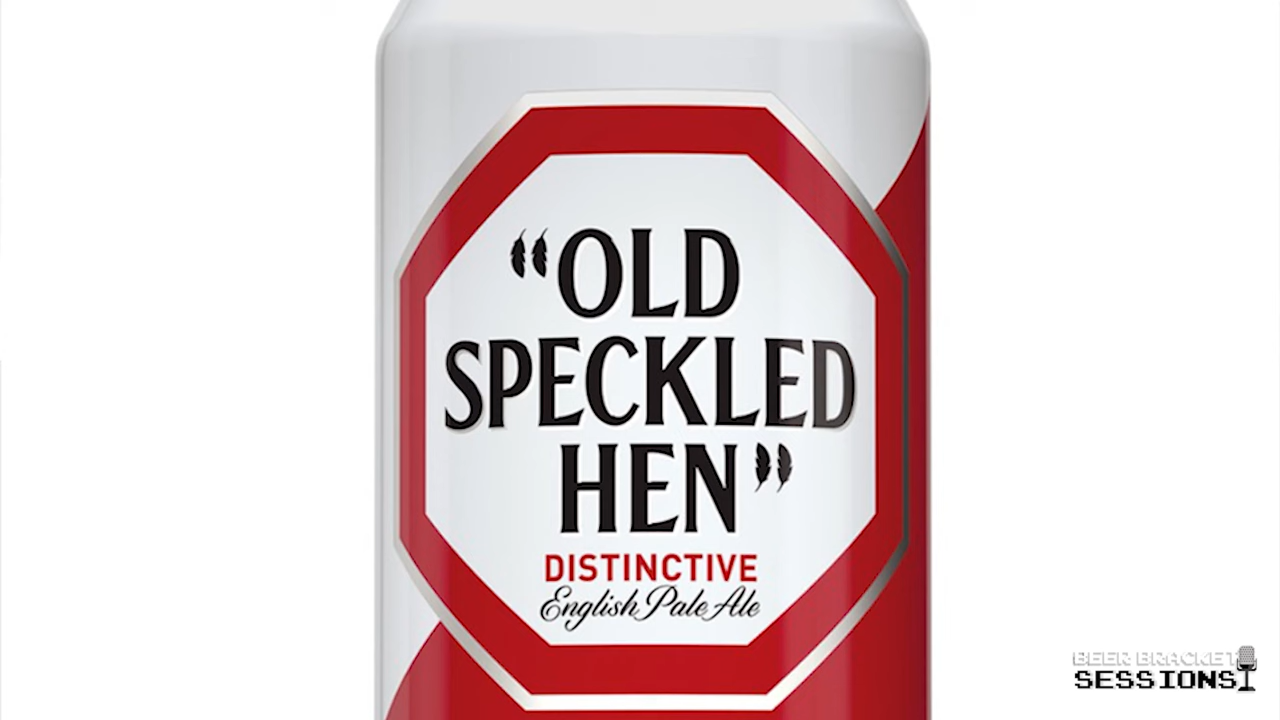 “OLD
SPECKLED
HEN”
DISTINCTIVE
English Pale Ale
BEER BRACKET
SESSIONS